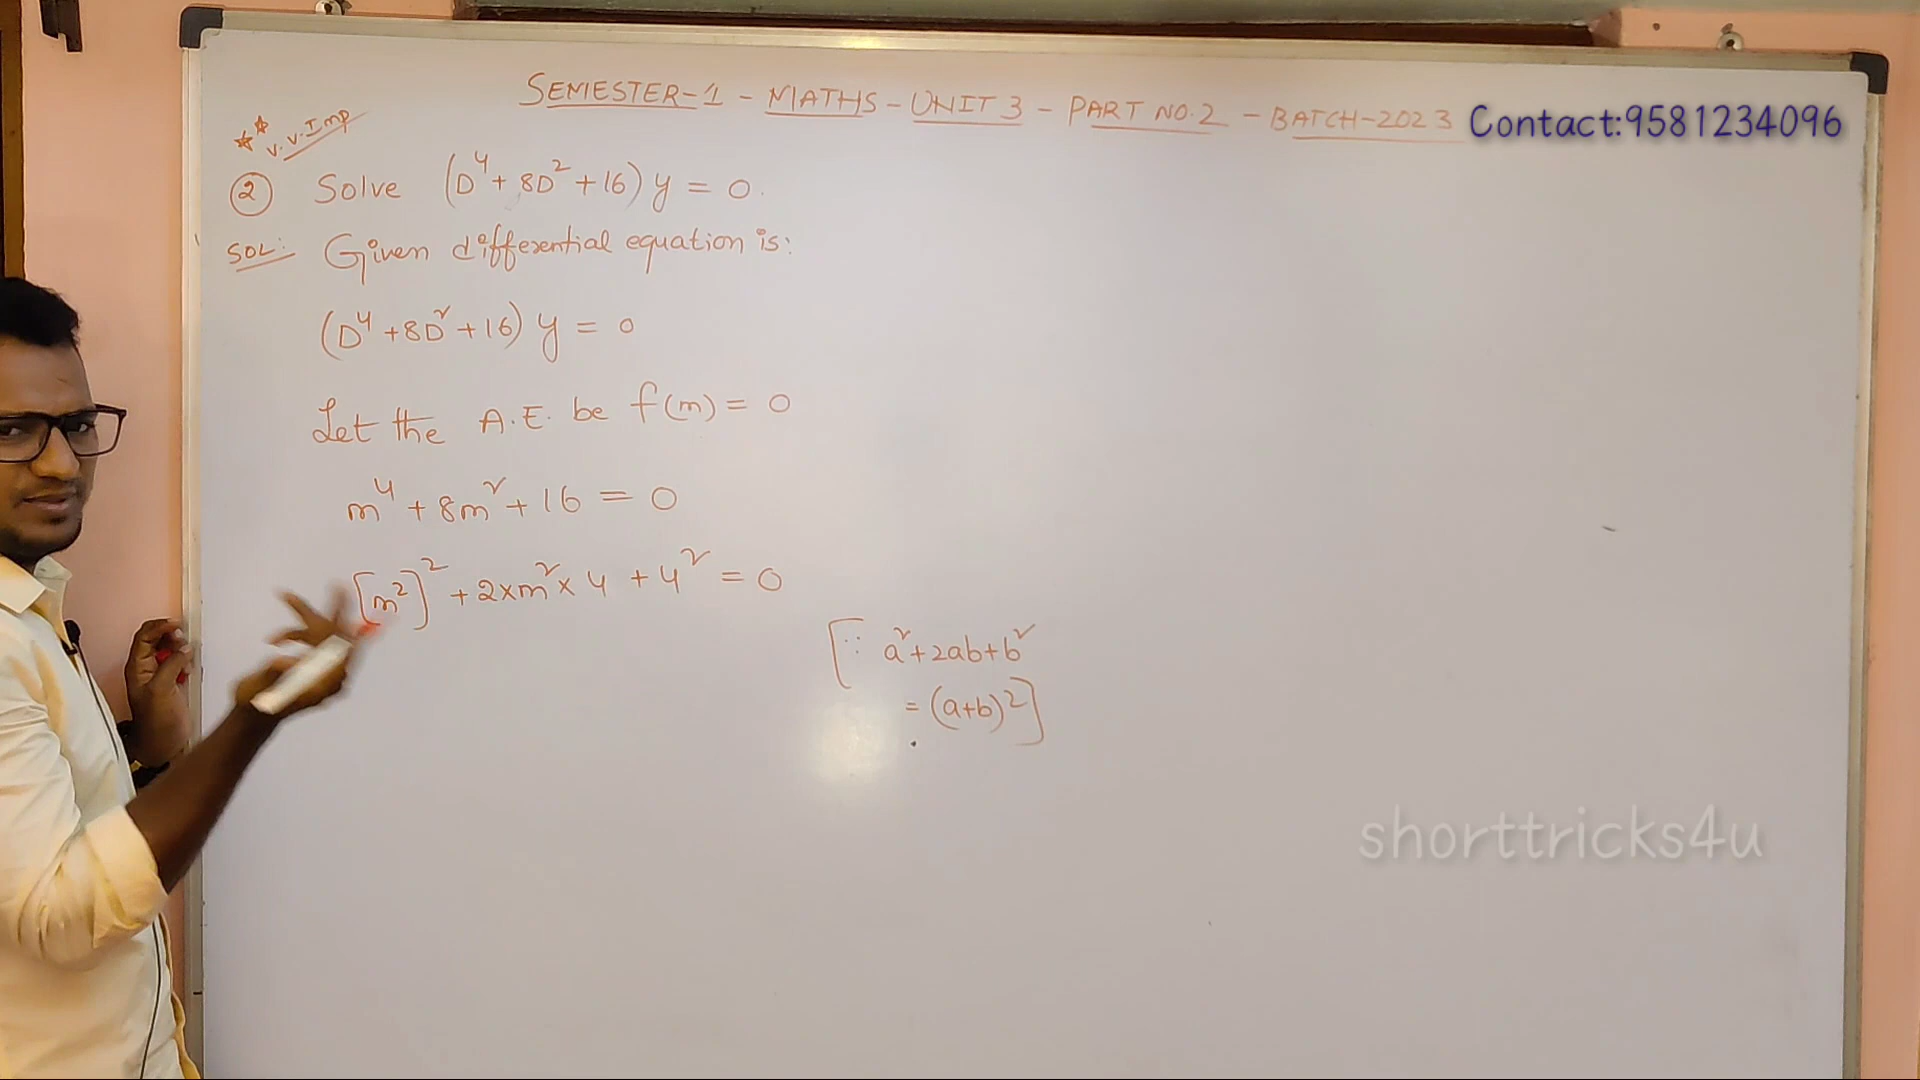 SEMESTER-1 - MATHS - UNIT 3 - PART NO.2 - BATCH-2023
Contact:9581234096
V.V.Imp
② Solve (D⁴ + 8D² + 16) y = 0.
SOL: Given differential equation is:
(D⁴ + 8D² + 16) y = 0
Let the A.E. be f(m) = 0
m⁴ + 8m² + 16 = 0
[m²]² + 2×m²× 4 + 4² = 0
[∵ a²+2ab+b²
= (a+b)²]
shorttricks4u